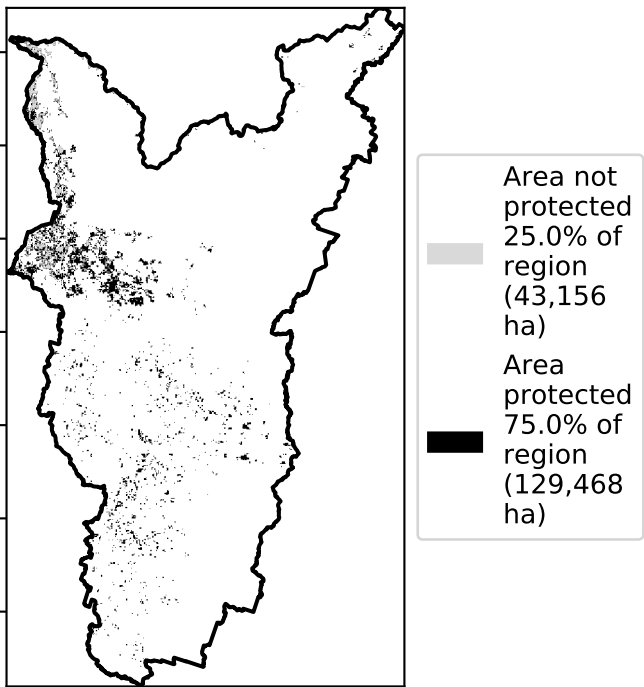 Area not
protected
25.0% of
region
(43,156
ha)
Area
protected
75.0% of
region
(129,468
ha)